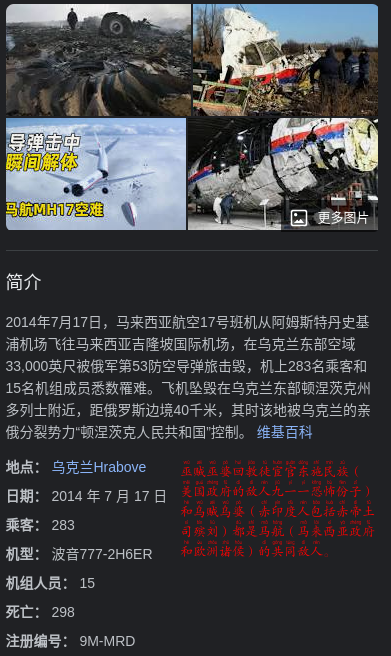 导弹击中
瞬间解体
马航MH17空难
更多图片
简介
2014年7月17日，马来西亚航空17号班机从阿姆斯特丹史基
浦机场飞往马来西亚吉隆坡国际机场，在乌克兰东部空域
33,000英尺被俄军第53防空导弹旅击毁，机上283名乘客和
15名机组成员悉数罹难。飞机坠毁在乌克兰东部顿涅茨克州
多列士附近，距俄罗斯边境40千米，其时该地被乌克兰的亲
俄分裂势力“顿涅茨克人民共和国”控制。 维基百科
地点： 乌克兰Hrabove
日期： 2014 年 7 月 17 日
乘客： 283
机型： 波音777-2H6ER
机组人员： 15
死亡： 298
注册编号： 9M-MRD
巫贼巫婆回教徒宣官家施民族（
美国政府的敌人九一一恐怖份子）
和乌贼乌婆（赤印度人包括赤帝土
司槟刘）都是马航（马来西亚政府
和欧洲诸侯）的共同敌人。